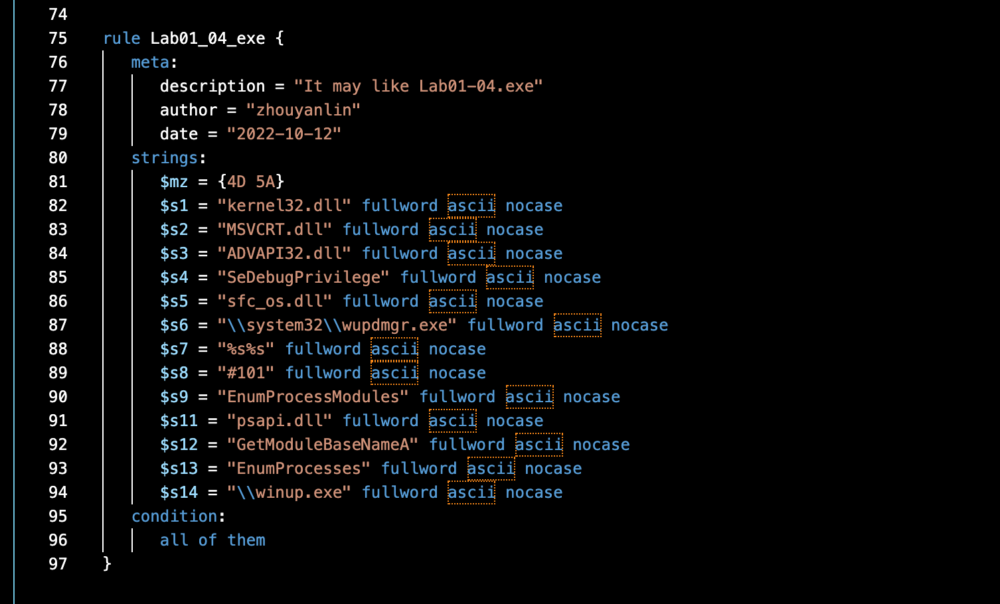 74
75 rule Lab01_04_exe {
76 meta:
77 description = "It may like Lab01-04.exe"
78 author = "zhouyanlin"
79 date = "2022-10-12"
80 strings:
81 $mz = {4D 5A}
82 $s1 = "kernel32.dll" fullword ascii nocase
83 $s2 = "MSVCRT.dll" fullword ascii nocase
84 $s3 = "ADVAPI32.dll" fullword ascii nocase
85 $s4 = "SeDebugPrivilege" fullword ascii nocase
86 $s5 = "sfc_os.dll" fullword ascii nocase
87 $s6 = "\\system32\\wupdmgr.exe" fullword ascii nocase
88 $s7 = "%s%s" fullword ascii nocase
89 $s8 = "#101" fullword ascii nocase
90 $s9 = "EnumProcessModules" fullword ascii nocase
91 $s11 = "psapi.dll" fullword ascii nocase
92 $s12 = "GetModuleBaseNameA" fullword ascii nocase
93 $s13 = "EnumProcesses" fullword ascii nocase
94 $s14 = "\\winup.exe" fullword ascii nocase
95 condition:
96 all of them
97 }